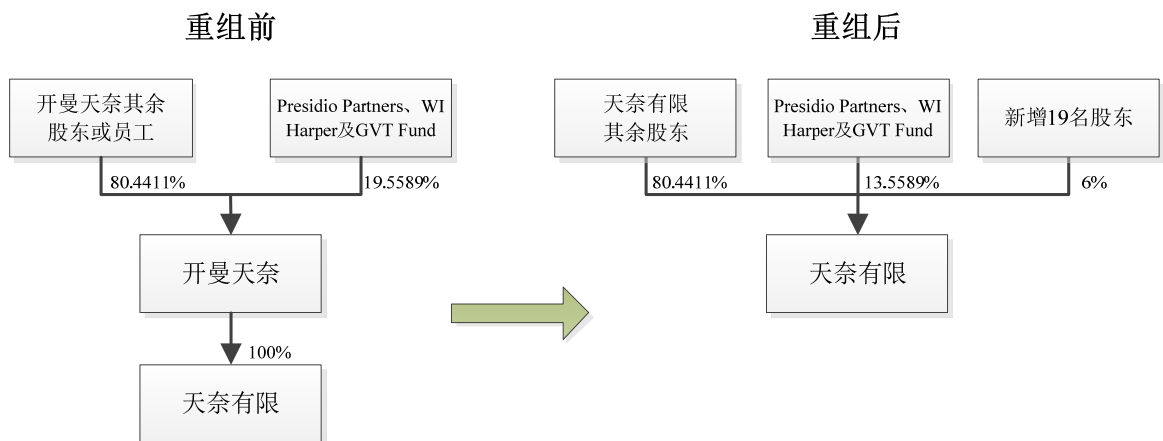 重组前
开曼天奈其余
股东或员工
Presidio Partners、WI
Harper及GVT Fund
80.4411%
19.5589%
开曼天奈
100%
天奈有限
重组后
天奈有限
其余股东
Presidio Partners、WI
Harper及GVT Fund
新增19名股东
80.4411%
13.5589%
6%
天奈有限